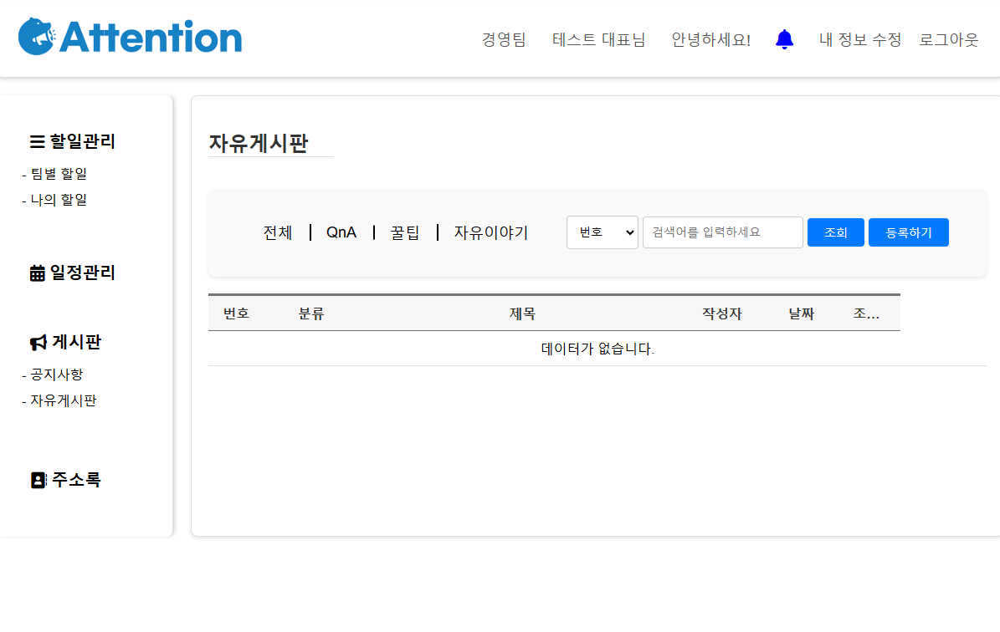 Attention
경영팀 테스트 대표님 안녕하세요! 내 정보 수정 로그아웃
할일관리
- 팀별 할일
- 나의 할일
일정관리
게시판
- 공지사항
- 자유게시판
주소록
자유게시판
전체 | QnA | 꿀팁 | 자유이야기 번호 검색어를 입력하세요 조회 등록하기
번호 분류 제목 작성자 날짜 조...
데이터가 없습니다.